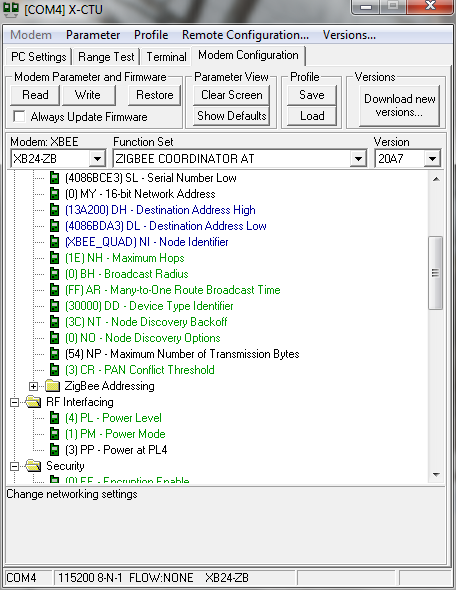 [COM4] X-CTU
Modem Parameter Profile Remote Configuration... Versions...
PC Settings Range Test Terminal Modem Configuration
Modem Parameter and Firmware Parameter View Profile Versions
Read Write Restore Clear Screen Save Download new versions...
Always Update Firmware Show Defaults Load
Modem: XBEE Function Set Version
XB24-ZB ZIGBEE COORDINATOR AT 20A7
(4086BCE3) SL - Serial Number Low
(0) MY - 16-bit Network Address
(13A200) DH - Destination Address High
(4086BDA3) DL - Destination Address Low
(XBEE_QUAD) NI - Node Identifier
(1E) NH - Maximum Hops
(0) BH - Broadcast Radius
(FF) AR - Many-to-One Route Broadcast Time
(30000) DD - Device Type Identifier
(3C) NT - Node Discovery Backoff
(0) NO - Node Discovery Options
(54) NP - Maximum Number of Transmission Bytes
(3) CR - PAN Conflict Threshold
ZigBee Addressing
RF Interfacing
(4) PL - Power Level
(1) PM - Power Mode
(3) PP - Power at PL4
Security
(0) EE - Encryption Enable
Change networking settings
COM4 115200 8-N-1 FLOW:NONE XB24-ZB